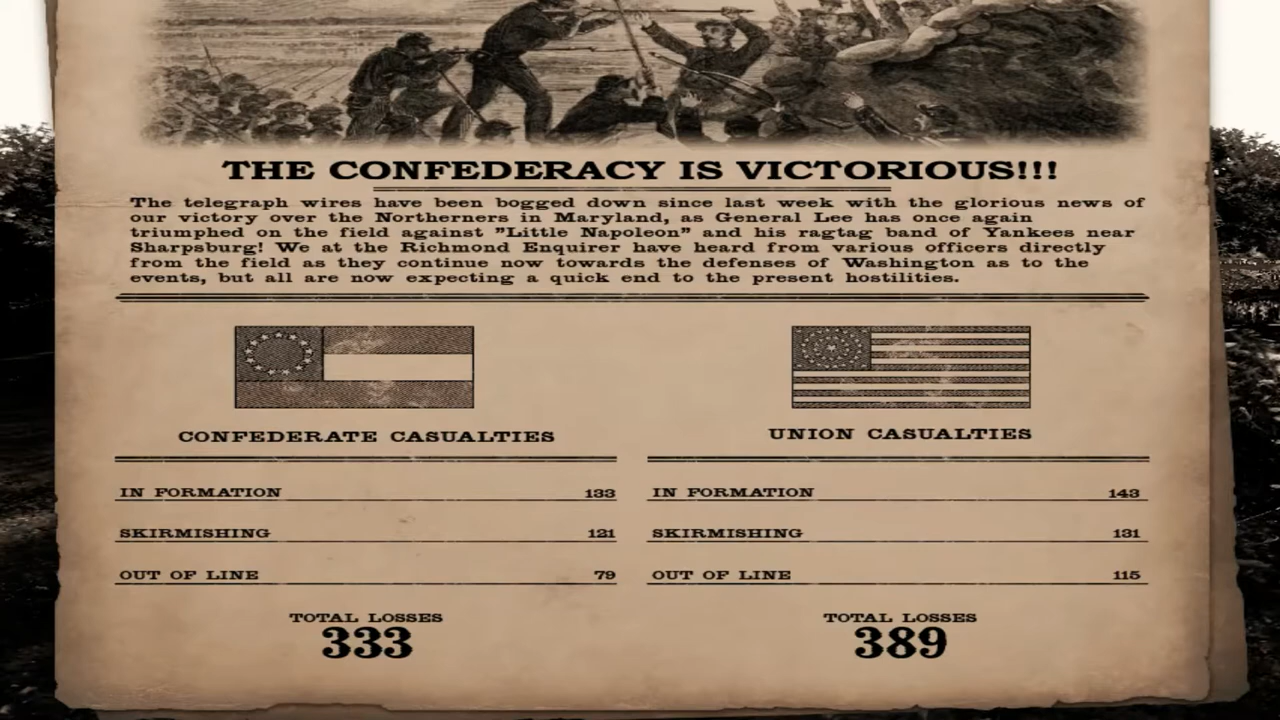 THE CONFEDERACY IS VICTORIOUS!!!
The telegraph wires have been bogged down since last week with the glorious news of
our victory over the Northerners in Maryland, as General Lee has once again
triumphed on the field against "Little Napoleon" and his ragtag band of Yankees near
Sharpsburg! We at the Richmond Enquirer have heard from various officers directly
from the field as they continue now towards the defenses of Washington as to the
events, but all are now expecting a quick end to the present hostilities.
CONFEDERATE CASUALTIES
IN FORMATION 133
SKIRMISHING 121
OUT OF LINE 79
TOTAL LOSSES
333
UNION CASUALTIES
IN FORMATION 143
SKIRMISHING 131
OUT OF LINE 115
TOTAL LOSSES
389